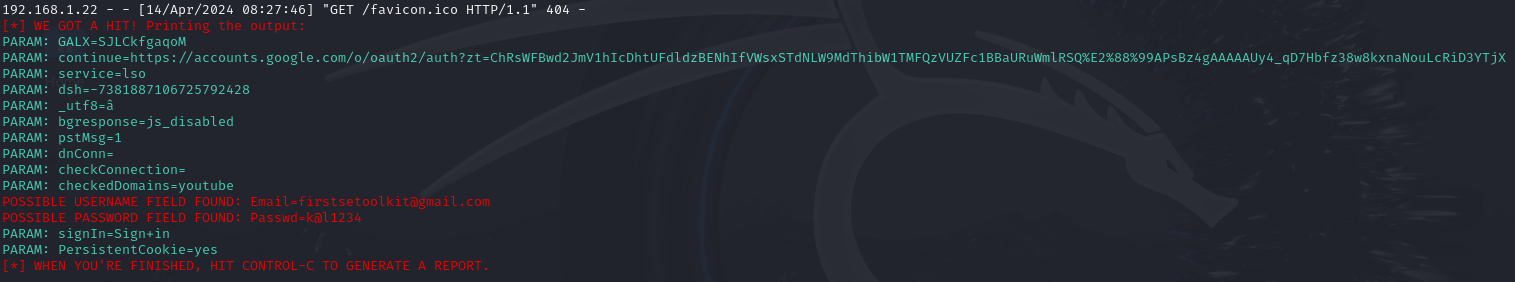 192.168.1.22 - - [14/Apr/2024 08:27:46] "GET /favicon.ico HTTP/1.1" 404 -
[*] WE GOT A HIT! Printing the output:
PARAM: GALX=SJLCkfgaqoM
PARAM: continue=https://accounts.google.com/o/oauth2/auth?zt=ChRsWFBwd2JmV1hIcDhtUFdldzBENhIfVWsxSTdNLW9MdThibW1TMFQzVUZFc1BBaURuWmlRSQ%E2%88%99APsBz4gAAAAAUy4_qD7Hbfz38w8kxnaNouLcRiD3YTjX
PARAM: service=lso
PARAM: dsh=-7381887106725792428
PARAM: _utf8=â
PARAM: bgresponse=js_disabled
PARAM: pstMsg=1
PARAM: dnConn=
PARAM: checkConnection=
PARAM: checkedDomains=youtube
POSSIBLE USERNAME FIELD FOUND: Email=firstsetoolkit@gmail.com
POSSIBLE PASSWORD FIELD FOUND: Passwd=k@l1234
PARAM: signIn=Sign+in
PARAM: PersistentCookie=yes
[*] WHEN YOU'RE FINISHED, HIT CONTROL-C TO GENERATE A REPORT.